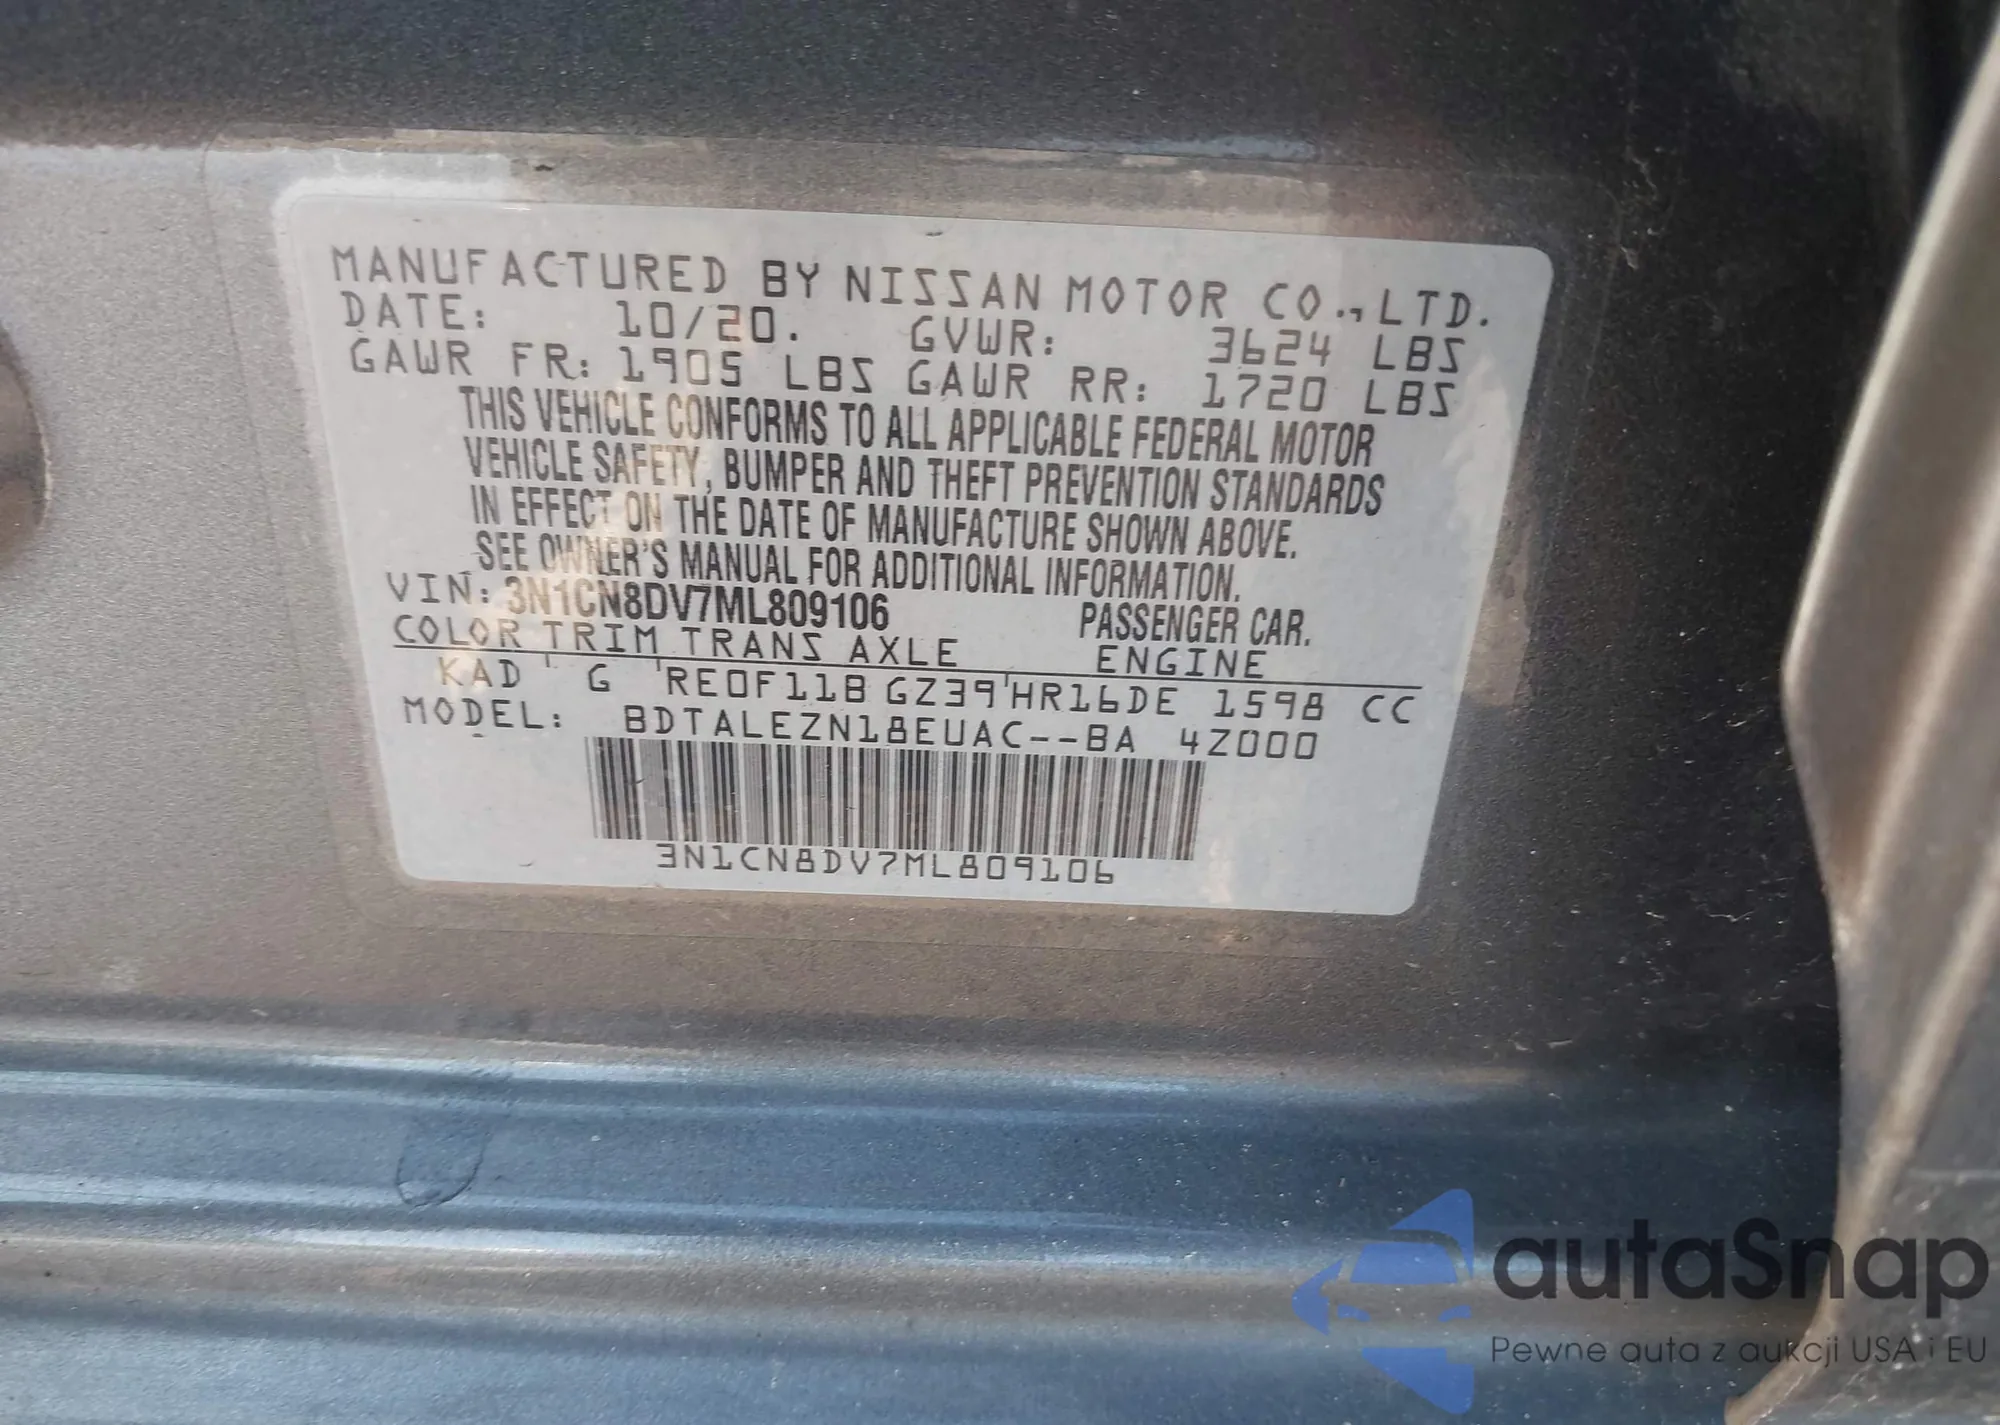 MANUFACTURED BY NISSAN MOTOR CO.,LTD.
DATE: 10/20. GVWR: 3624 LBS
GAWR FR: 1905 LBS GAWR RR: 1720 LBS
THIS VEHICLE CONFORMS TO ALL APPLICABLE FEDERAL MOTOR
VEHICLE SAFETY, BUMPER AND THEFT PREVENTION STANDARDS
IN EFFECT ON THE DATE OF MANUFACTURE SHOWN ABOVE.
SEE OWNER'S MANUAL FOR ADDITIONAL INFORMATION.
VIN: 3N1CN8DV7ML809106 PASSENGER CAR.
COLOR TRIM TRANS AXLE ENGINE
KAD G RE0F11B GZ39 HR16DE 1598 CC
MODEL: BDTALEZN18EUAC--BA 4Z000
3N1CN8DV7ML809106
autaSnap
Pewne auta z aukcji USA i EU